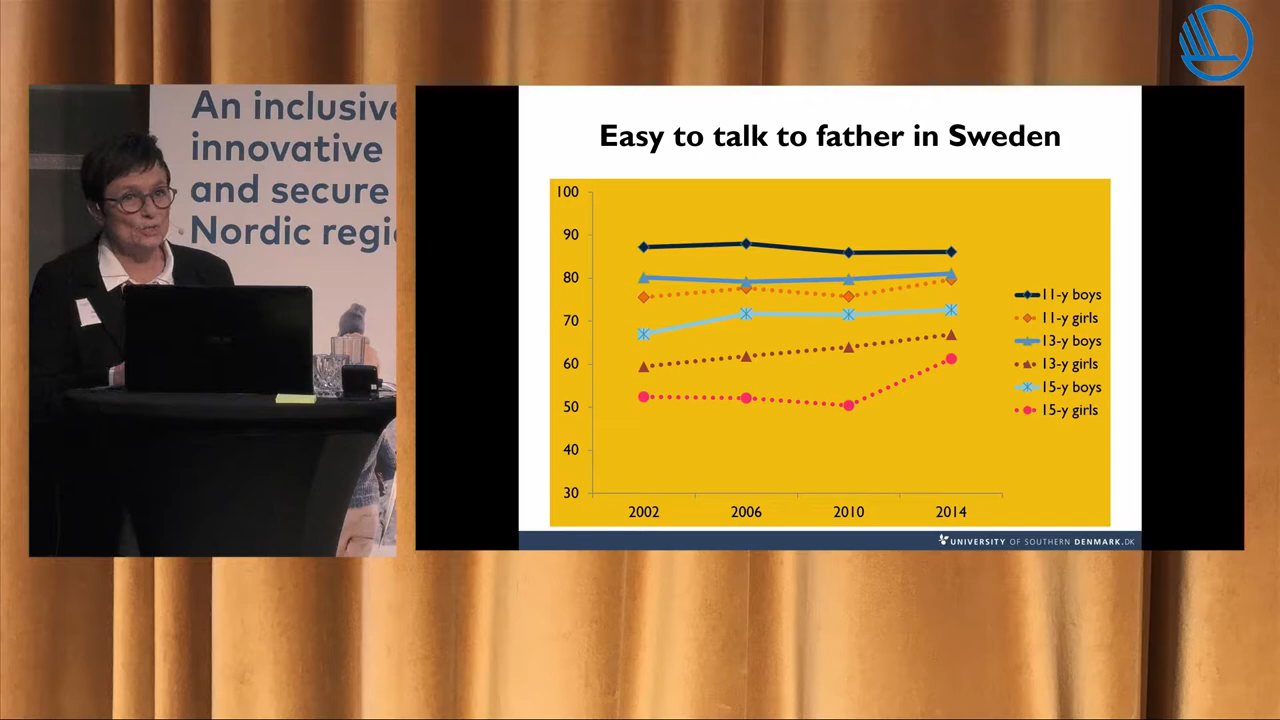 An inclusive
innovative
and secure
Nordic regi
Easy to talk to father in Sweden
100
90
80
70
60
50
40
30
2002 2006 2010 2014
11-y boys
11-y girls
13-y boys
13-y girls
15-y boys
15-y girls
UNIVERSITY OF SOUTHERN DENMARK.DK